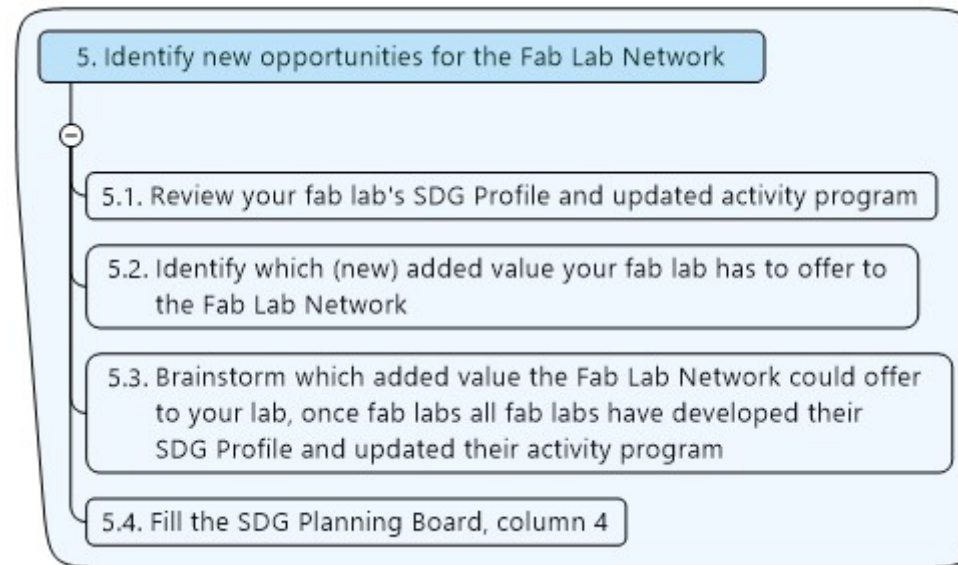 5. Identify new opportunities for the Fab Lab Network
5.1. Review your fab lab's SDG Profile and updated activity program
5.2. Identify which (new) added value your fab lab has to offer to
the Fab Lab Network
5.3. Brainstorm which added value the Fab Lab Network could offer
to your lab, once fab labs all fab labs have developed their
SDG Profile and updated their activity program
5.4. Fill the SDG Planning Board, column 4